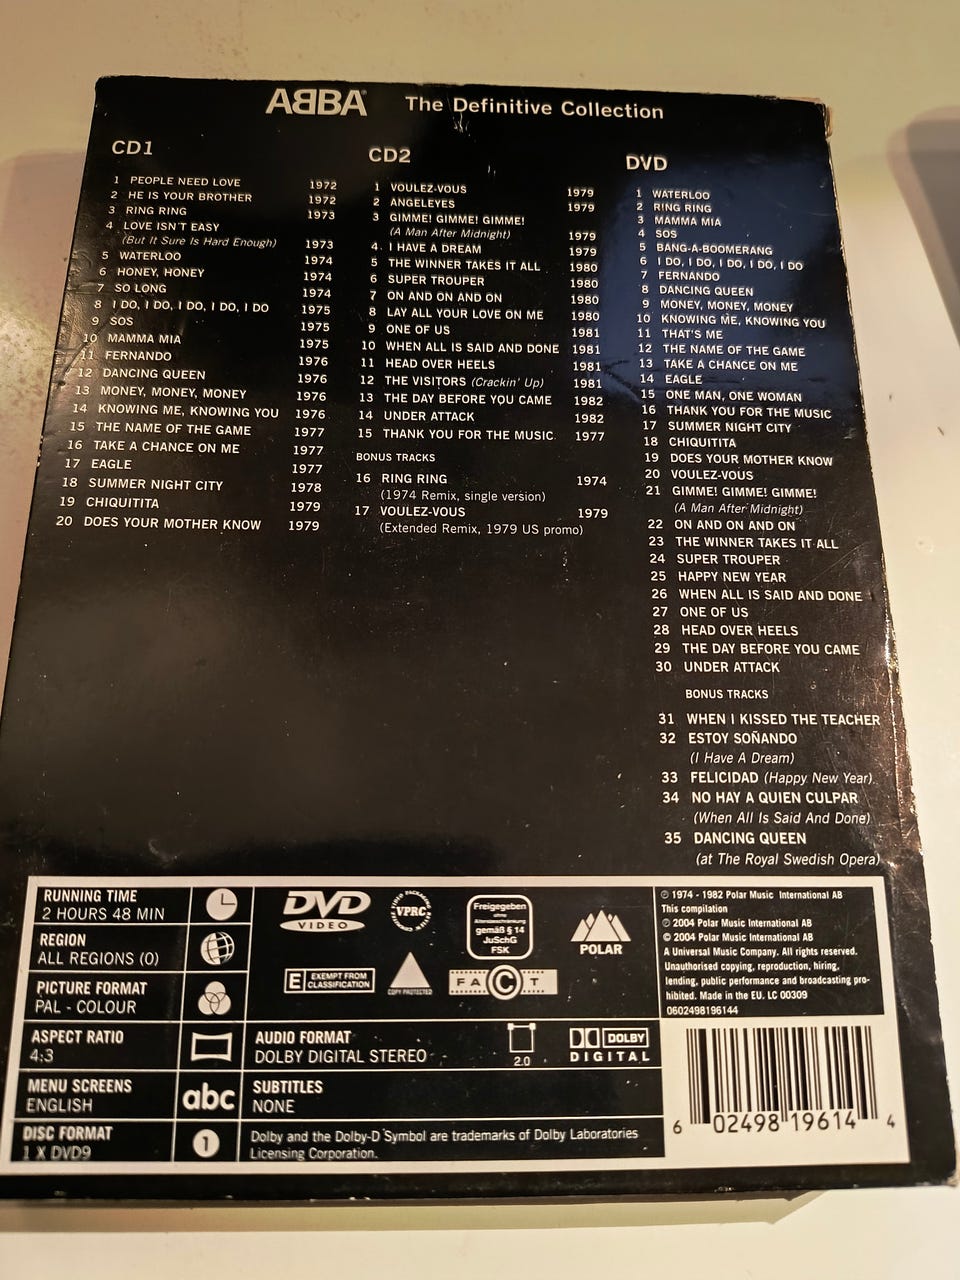 ABBA The Definitive Collection
CD1
1 PEOPLE NEED LOVE 1972
2 HE IS YOUR BROTHER 1972
3 RING RING 1973
4 LOVE ISN'T EASY
(But It Sure Is Hard Enough) 1973
5 WATERLOO 1974
6 HONEY, HONEY 1974
7 SO LONG 1974
8 I DO, I DO, I DO, I DO, I DO 1975
9 SOS 1975
10 MAMMA MIA 1975
11 FERNANDO 1976
12 DANCING QUEEN 1976
13 MONEY, MONEY, MONEY 1976
14 KNOWING ME, KNOWING YOU 1976
15 THE NAME OF THE GAME 1977
16 TAKE A CHANCE ON ME 1977
17 EAGLE 1977
18 SUMMER NIGHT CITY 1978
19 CHIQUITITA 1979
20 DOES YOUR MOTHER KNOW 1979
CD2
1 VOULEZ-VOUS 1979
2 ANGELEYES 1979
3 GIMME! GIMME! GIMME!
(A Man After Midnight) 1979
4 I HAVE A DREAM 1979
5 THE WINNER TAKES IT ALL 1980
6 SUPER TROUPER 1980
7 ON AND ON AND ON 1980
8 LAY ALL YOUR LOVE ON ME 1980
9 ONE OF US 1981
10 WHEN ALL IS SAID AND DONE 1981
11 HEAD OVER HEELS 1981
12 THE VISITORS (Crackin' Up) 1981
13 THE DAY BEFORE YOU CAME 1982
14 UNDER ATTACK 1982
15 THANK YOU FOR THE MUSIC 1977
BONUS TRACKS
16 RING RING 1974
(1974 Remix, single version)
17 VOULEZ-VOUS 1979
(Extended Remix, 1979 US promo)
DVD
1 WATERLOO
2 RING RING
3 MAMMA MIA
4 SOS
5 BANG-A-BOOMERANG
6 I DO, I DO, I DO, I DO, I DO
7 FERNANDO
8 DANCING QUEEN
9 MONEY, MONEY, MONEY
10 KNOWING ME, KNOWING YOU
11 THAT'S ME
12 THE NAME OF THE GAME
13 TAKE A CHANCE ON ME
14 EAGLE
15 ONE MAN, ONE WOMAN
16 THANK YOU FOR THE MUSIC
17 SUMMER NIGHT CITY
18 CHIQUITITA
19 DOES YOUR MOTHER KNOW
20 VOULEZ-VOUS
21 GIMME! GIMME! GIMME!
(A Man After Midnight)
22 ON AND ON AND ON
23 THE WINNER TAKES IT ALL
24 SUPER TROUPER
25 HAPPY NEW YEAR
26 WHEN ALL IS SAID AND DONE
27 ONE OF US
28 HEAD OVER HEELS
29 THE DAY BEFORE YOU CAME
30 UNDER ATTACK
BONUS TRACKS
31 WHEN I KISSED THE TEACHER
32 ESTOY SOÑANDO
(I Have A Dream)
33 FELICIDAD (Happy New Year)
34 NO HAY A QUIEN CULPAR
(When All Is Said And Done)
35 DANCING QUEEN
(at The Royal Swedish Opera)
RUNNING TIME
2 HOURS 48 MIN
REGION
ALL REGIONS (0)
PICTURE FORMAT
PAL - COLOUR
ASPECT RATIO
4:3
MENU SCREENS
ENGLISH
abc
DISC FORMAT
1 X DVD9
1
DVD
VIDEO
VPRC
Freigegeben
ohne
Altersbeschränkung
gemäß § 14
JuSchG
FSK
POLAR
E EXEMPT FROM
CLASSIFICATION
COPY PROTECTED
FACT
AUDIO FORMAT
DOLBY DIGITAL STEREO
2.0
DOLBY
DIGITAL
SUBTITLES
NONE
Dolby and the Dolby-D Symbol are trademarks of Dolby Laboratories
Licensing Corporation.
℗ 1974 - 1982 Polar Music International AB
This compilation
℗ 2004 Polar Music International AB
© 2004 Polar Music International AB
A Universal Music Company. All rights reserved.
Unauthorised copying, reproduction, hiring,
lending, public performance and broadcasting pro-
hibited. Made in the EU. LC 00309
0602498196144
6 02498 19614 4